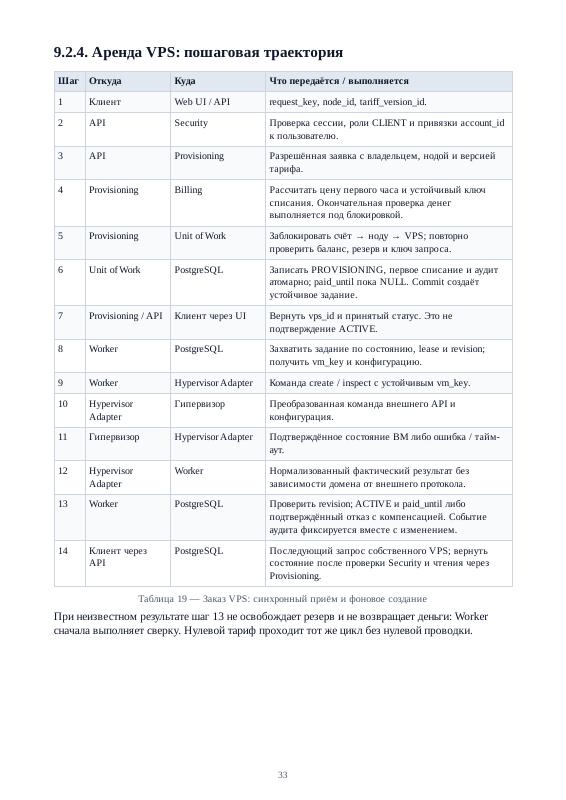 9.2.4. Аренда VPS: пошаговая траектория
Шаг Откуда Куда Что передаётся / выполняется
1 Клиент Web UI / API request_key, node_id, tariff_version_id.
2 API Security Проверка сессии, роли CLIENT и привязки account_id
к пользователю.
3 API Provisioning Разрешённая заявка с владельцем, нодой и версией
тарифа.
4 Provisioning Billing Рассчитать цену первого часа и устойчивый ключ
списания. Окончательная проверка денег
выполняется под блокировкой.
5 Provisioning Unit of Work Заблокировать счёт → ноду → VPS; повторно
проверить баланс, резерв и ключ запроса.
6 Unit of Work PostgreSQL Записать PROVISIONING, первое списание и аудит
атомарно; paid_until пока NULL. Commit создаёт
устойчивое задание.
7 Provisioning / API Клиент через UI Вернуть vps_id и принятый статус. Это не
подтверждение ACTIVE.
8 Worker PostgreSQL Захватить задание по состоянию, lease и revision;
получить vm_key и конфигурацию.
9 Worker Hypervisor Adapter Команда create / inspect с устойчивым vm_key.
10 Hypervisor Гипервизор Преобразованная команда внешнего API и
Adapter конфигурация.
11 Гипервизор Hypervisor Adapter Подтверждённое состояние ВМ либо ошибка / тайм-
аут.
12 Hypervisor Worker Нормализованный фактический результат без
Adapter зависимости домена от внешнего протокола.
13 Worker PostgreSQL Проверить revision; ACTIVE и paid_until либо
подтверждённый отказ с компенсацией. Событие
аудита фиксируется вместе с изменением.
14 Клиент через PostgreSQL Последующий запрос собственного VPS; вернуть
API состояние после проверки Security и чтения через
Provisioning.
Таблица 19 — Заказ VPS: синхронный приём и фоновое создание
При неизвестном результате шаг 13 не освобождает резерв и не возвращает деньги: Worker
сначала выполняет сверку. Нулевой тариф проходит тот же цикл без нулевой проводки.
33